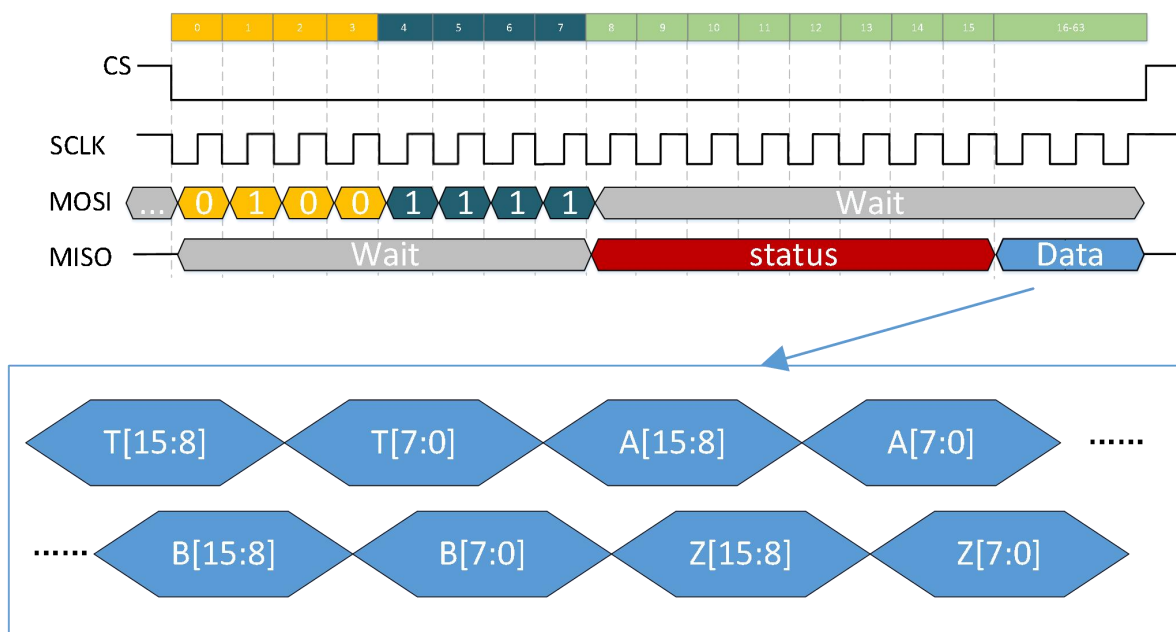 0 1 2 3 4 5 6 7 8 9 10 11 12 13 14 15 16-63
CS
SCLK
MOSI ... 0 1 0 0 1 1 1 1 Wait
MISO Wait status Data
T[15:8] T[7:0] A[15:8] A[7:0] ......
...... B[15:8] B[7:0] Z[15:8] Z[7:0]